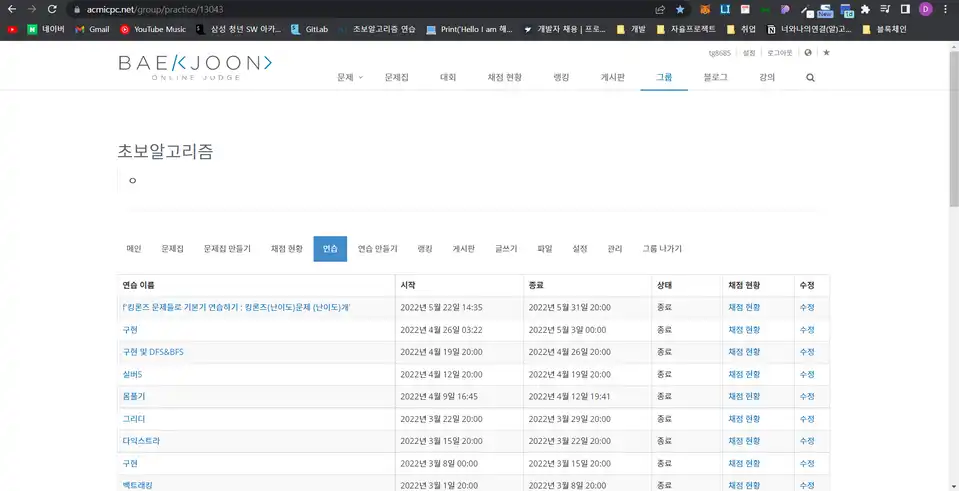 acmicpc.net/group/practice/13043
네이버 Gmail YouTube Music 삼성 청년 SW 아카... GitLab 초보알고리즘 연습 Print('Hello I am 해... 개발자 채용 | 프로... 개발 자율프로젝트 취업 너와나의연결(알)고... 블록체인
tg8685 | 설정 | 로그아웃
BAEKJOON
ONLINE JUDGE
문제 문제집 대회 채점 현황 랭킹 게시판 그룹 블로그 강의
초보알고리즘
ㅇ
메인 문제집 문제집 만들기 채점 현황 연습 연습 만들기 랭킹 게시판 글쓰기 파일 설정 관리 그룹 나가기
연습 이름 시작 종료 상태 채점 현황 수정
f'킹론즈 문제들로 기본기 연습하기 : 킹론즈(난이도)문제 (난이도)개' 2022년 5월 22일 14:35 2022년 5월 31일 20:00 종료 채점 현황 수정
구현 2022년 4월 26일 03:22 2022년 5월 3일 00:00 종료 채점 현황 수정
구현 및 DFS&BFS 2022년 4월 19일 20:00 2022년 4월 26일 20:00 종료 채점 현황 수정
실버5 2022년 4월 12일 20:00 2022년 4월 19일 20:00 종료 채점 현황 수정
몸풀기 2022년 4월 9일 16:45 2022년 4월 12일 19:41 종료 채점 현황 수정
그리디 2022년 3월 22일 20:00 2022년 3월 29일 20:00 종료 채점 현황 수정
다익스트라 2022년 3월 15일 20:00 2022년 3월 22일 20:00 종료 채점 현황 수정
구현 2022년 3월 8일 00:00 2022년 3월 15일 20:00 종료 채점 현황 수정
백트래킹 2022년 3월 1일 20:00 2022년 3월 8일 20:00 종료 채점 현황 수정